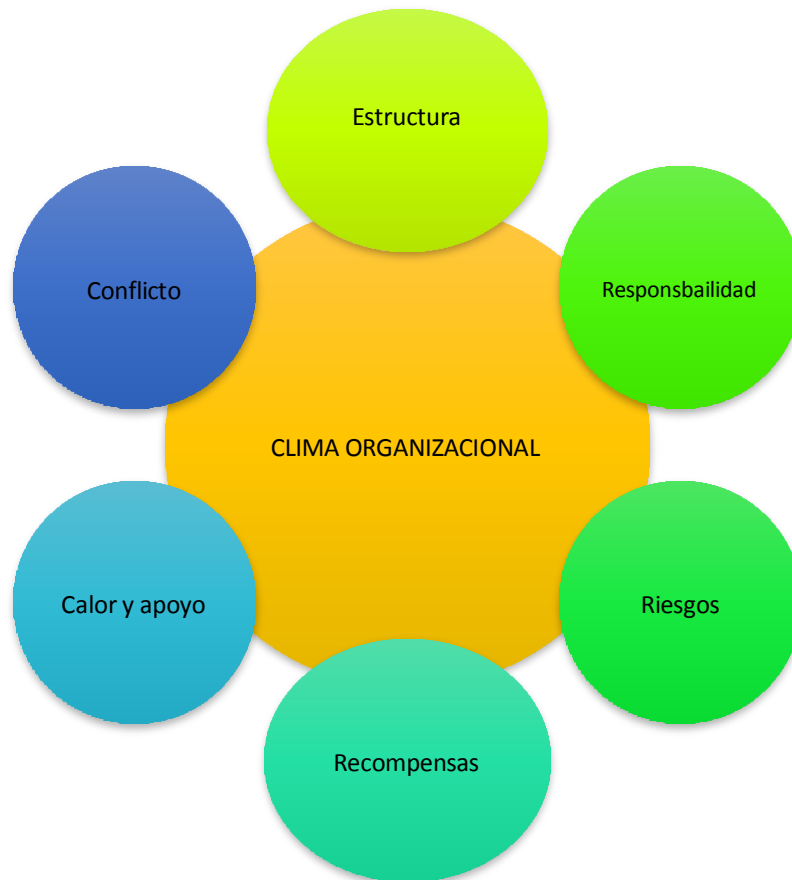 Estructura
Conflicto
Responsbailidad
CLIMA ORGANIZACIONAL
Calor y apoyo
Riesgos
Recompensas